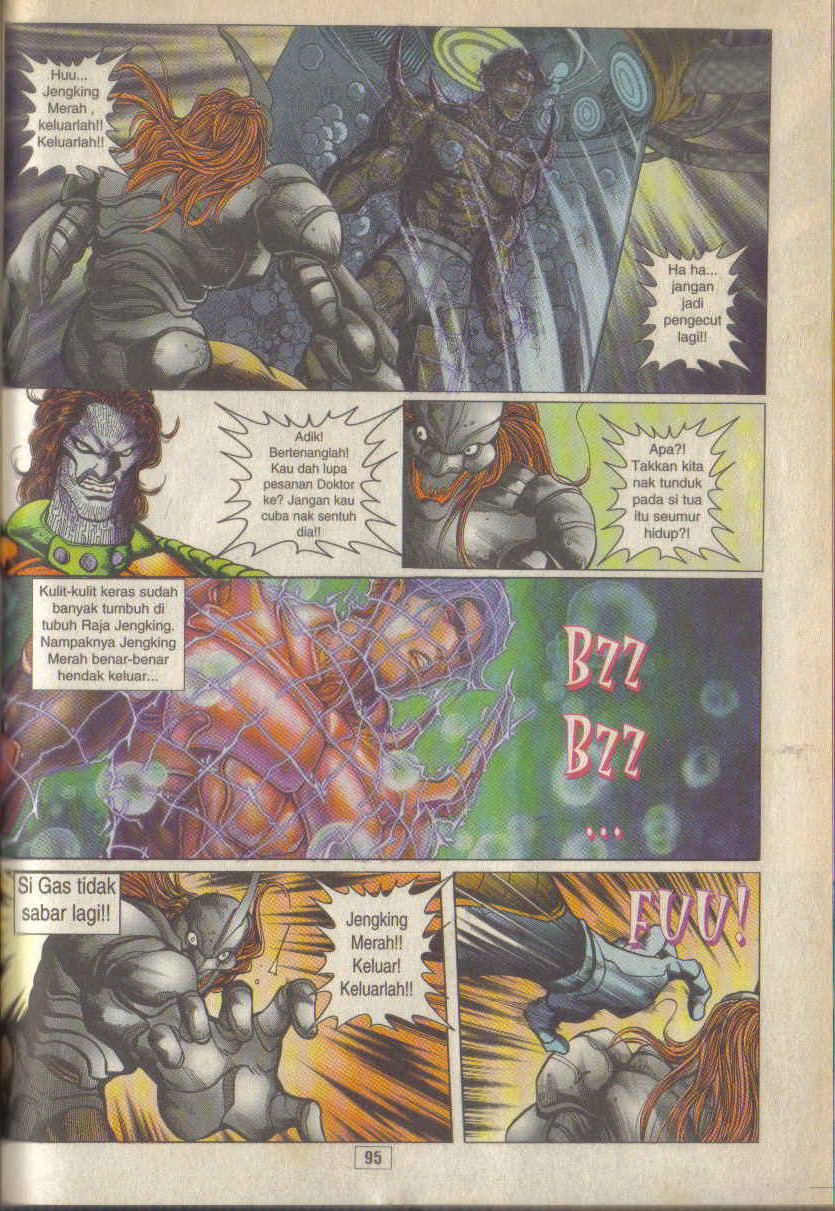 Huu...
Jengking
Merah ,
keluarlah!!
Keluarlah!!
Ha ha...
jangan
jadi
pengecut
lagi!!
Adik!
Bertenanglah!
Kau dah lupa
pesanan Doktor
ke? Jangan kau
cuba nak sentuh
dia!!
Apa?!
Takkan kita
nak tunduk
pada si tua
itu seumur
hidup?!
Kulit-kulit keras sudah
banyak tumbuh di
tubuh Raja Jengking.
Nampaknya Jengking
Merah benar-benar
hendak keluar...
BZZ
BZZ
...
Si Gas tidak
sabar lagi!!
Jengking
Merah!!
Keluar!
Keluarlah!!
FUU!
95